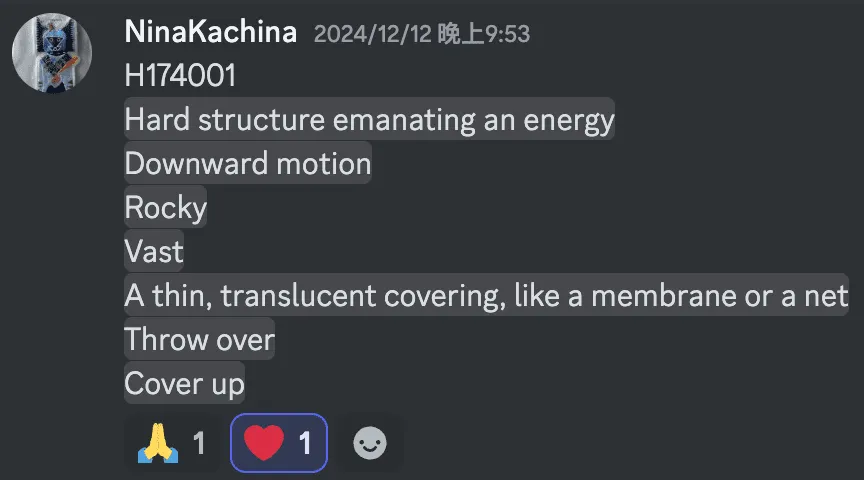 NinaKachina 2024/12/12 晚上9:53
H174001
Hard structure emanating an energy
Downward motion
Rocky
Vast
A thin, translucent covering, like a membrane or a net
Throw over
Cover up
🙏 1 ❤️ 1